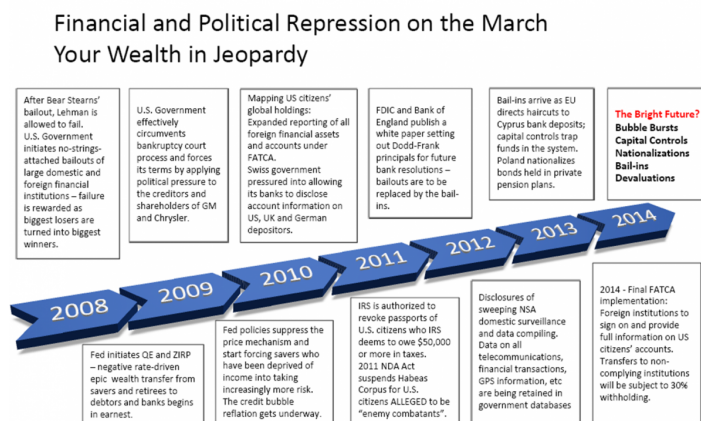 Financial and Political Repression on the March
Your Wealth in Jeopardy
After Bear Stearns'
bailout, Lehman is
allowed to fail.
U.S. Government
initiates no-strings-
attached bailouts of
large domestic and
foreign financial
institutions – failure
is rewarded as
biggest losers are
turned into biggest
winners.
U.S. Government
effectively
circumvents
bankruptcy court
process and forces
its terms by applying
political pressure to
the creditors and
shareholders of GM
and Chrysler.
Mapping US citizens'
global holdings:
Expanded reporting of all
foreign financial assets
and accounts under
FATCA.
Swiss government
pressured into allowing
its banks to disclose
account information on
US, UK and German
depositors.
FDIC and Bank of
England publish a
white paper setting
out Dodd-Frank
principals for future
bank resolutions –
bailouts are to be
replaced by the bail-
ins.
Bail-ins arrive as EU
directs haircuts to
Cyprus bank deposits;
capital controls trap
funds in the system.
Poland nationalizes
bonds held in private
pension plans.
The Bright Future?
Bubble Bursts
Capital Controls
Nationalizations
Bail-ins
Devaluations
2008
2009
2010
2011
2012
2013
2014
Fed initiates QE and ZIRP
– negative rate-driven
epic wealth transfer from
savers and retirees to
debtors and banks begins
in earnest.
Fed policies suppress the
price mechanism and
start forcing savers who
have been deprived of
income into taking
increasingly more risk.
The credit bubble
reflation gets underway.
IRS is authorized to
revoke passports of
U.S. citizens who IRS
deems to owe $50,000
or more in taxes.
2011 NDA Act
suspends Habeas
Corpus for U.S.
citizens ALLEGED to be
"enemy combatants".
Disclosures of
sweeping NSA
domestic surveillance
and data compiling.
Data on all
telecommunications,
financial transactions,
GPS information, etc
are being retained in
government databases
2014 - Final FATCA
implementation:
Foreign institutions to
sign on and provide
full information on US
citizens' accounts.
Transfers to non-
complying institutions
will be subject to 30%
withholding.